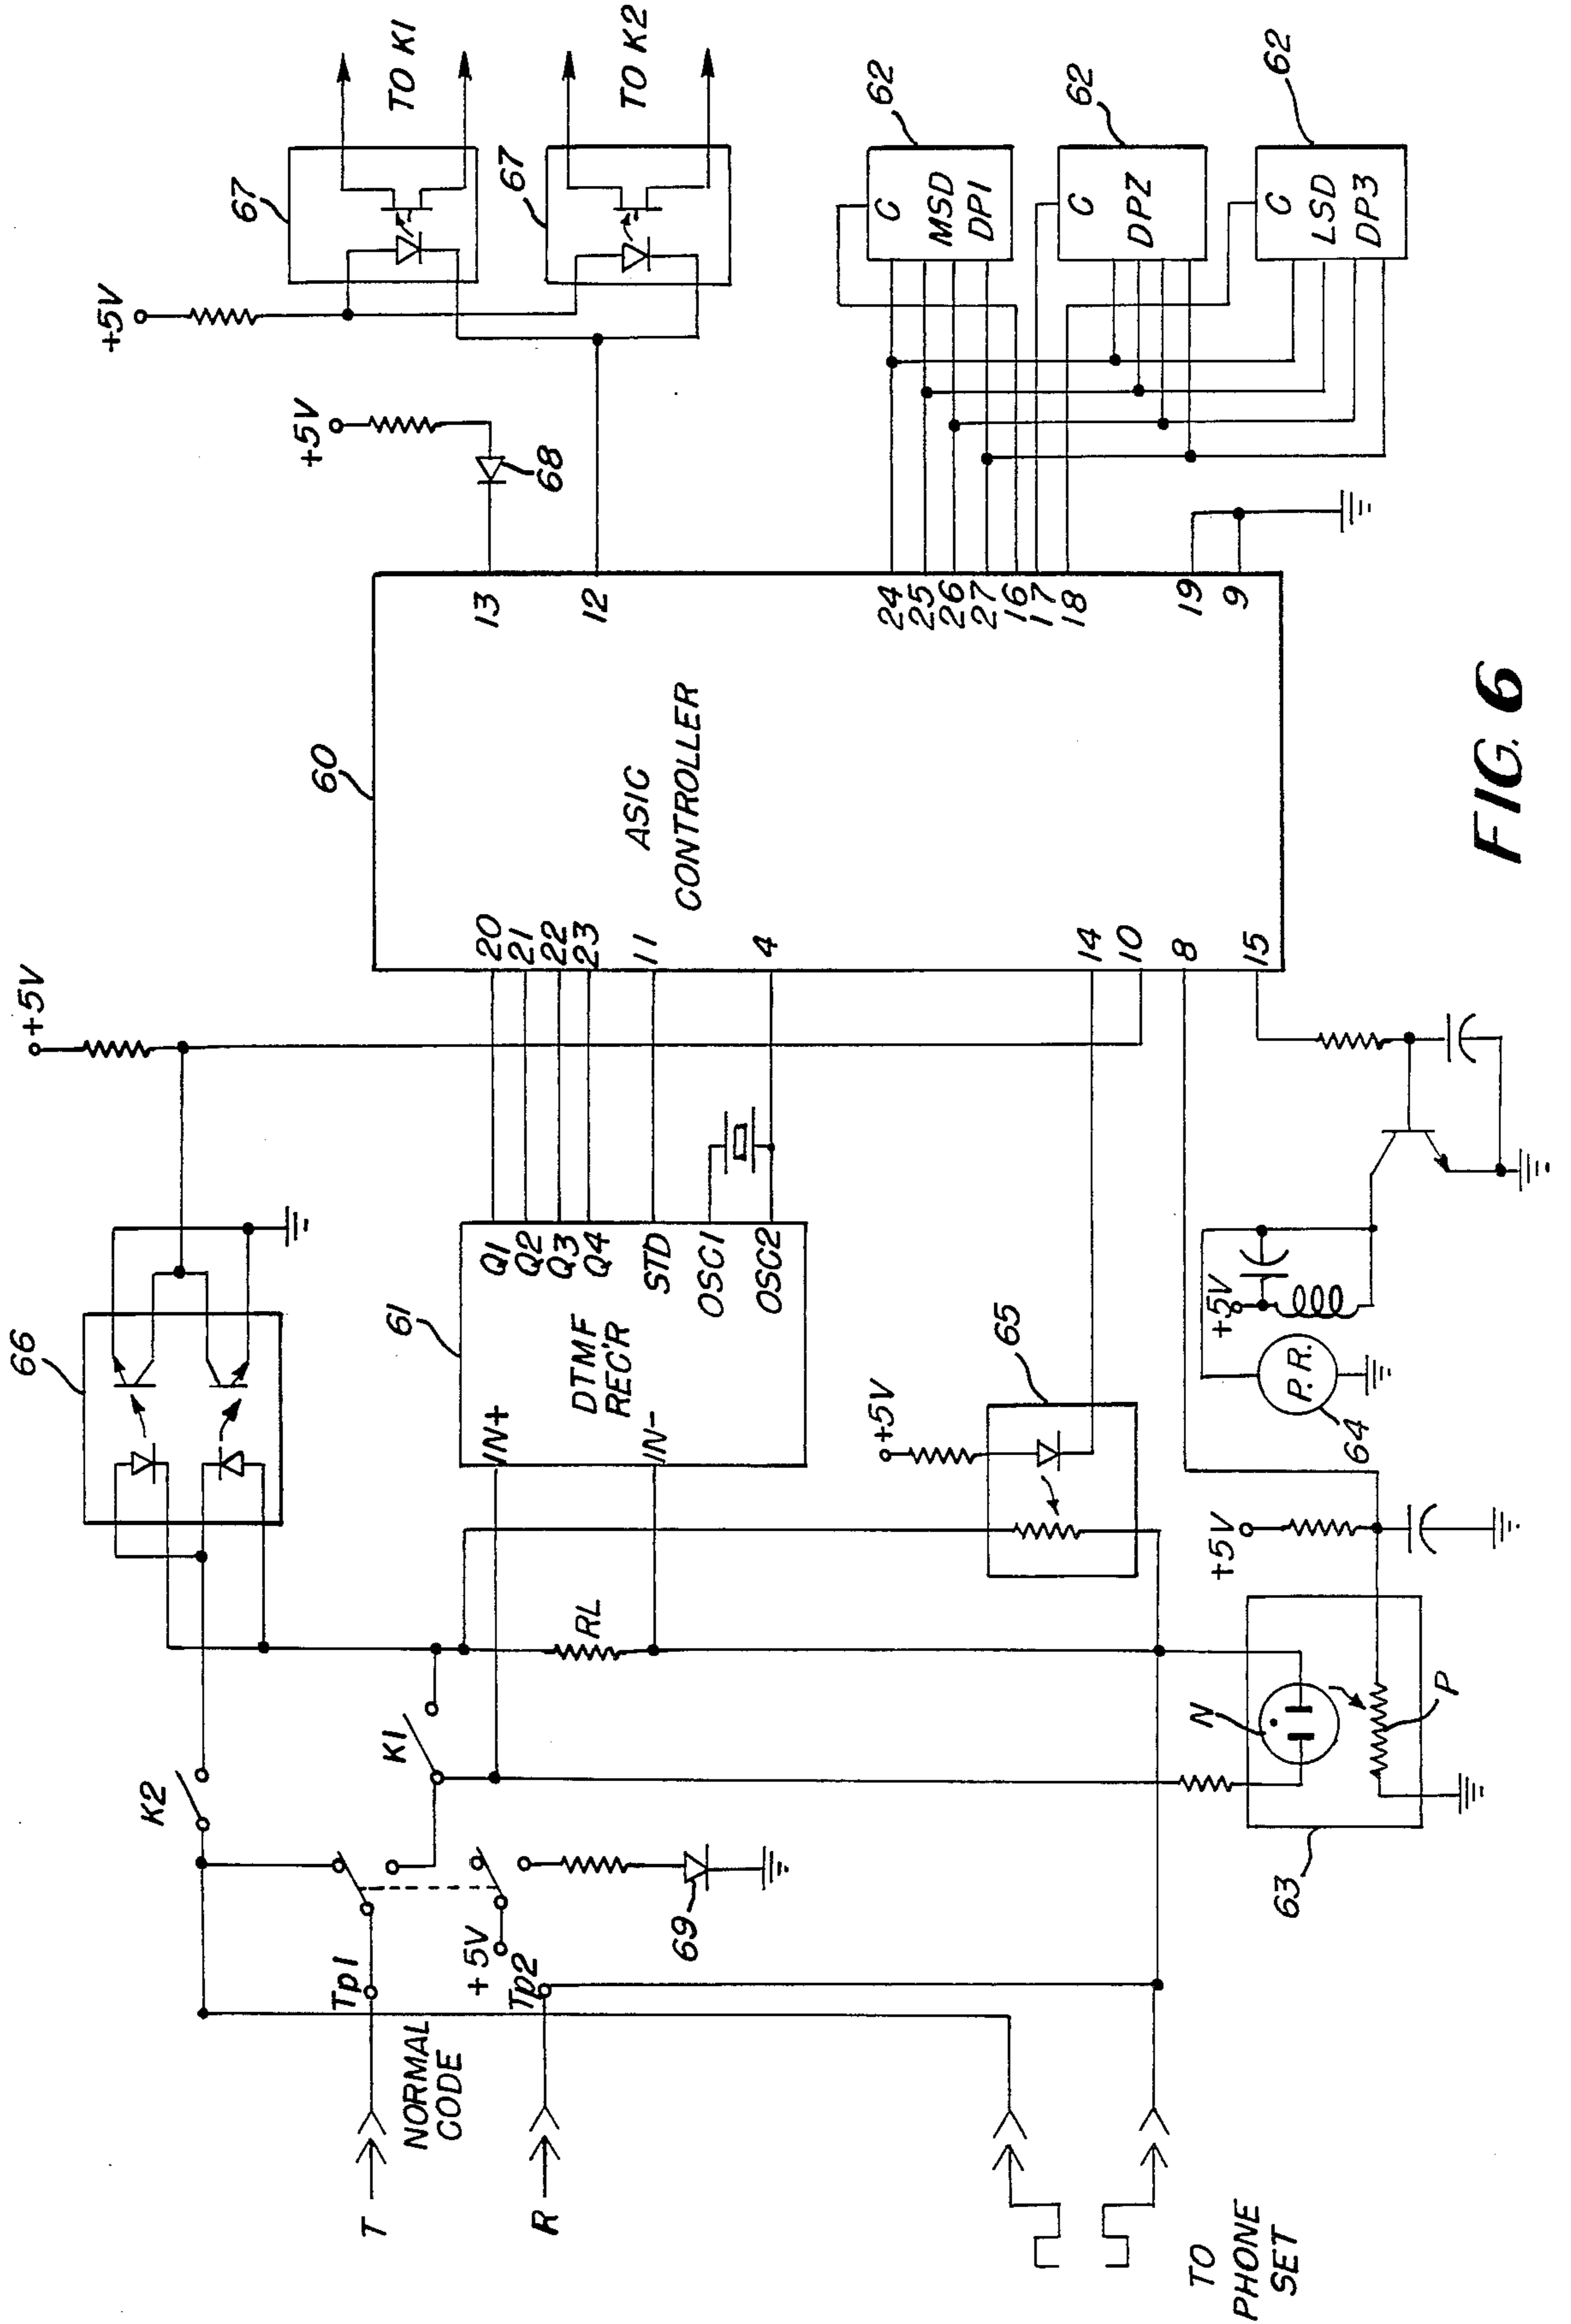 +5V
66
60
+5V
67
TO K1
67
TO K2
+5V
68
13
12
20
21
22
23
11
4
14
10
8
15
ASIC
CONTROLLER
24
25
26
27
16
17
18
19
9
C
MSD
DP1
62
C
DPZ
62
C
LSD
DP3
62
61
Q1
Q2
Q3
Q4
STD
OSC1
OSC2
IN+
IN-
DTMF
REC'R
65
+5V
RL
K1
K2
Tp1
+5V
Tp2
69
T
NORMAL
CODE
R
TO
PHONE
SET
63
N
P
+5V
64
P.R.
+5V
FIG. 6